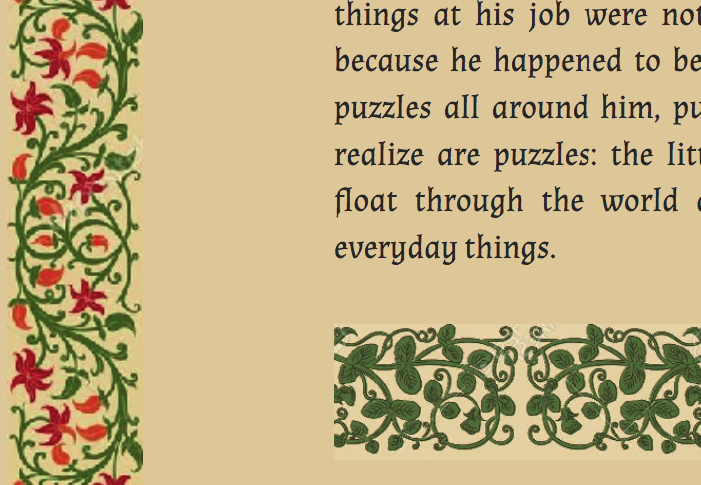 things at his job were not
because he happened to be
puzzles all around him,
realize are puzzles: the
float through the world
everyday things.